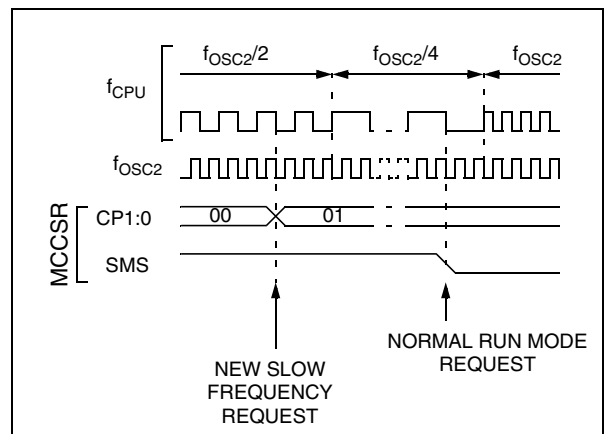 fOSC2/2 fOSC2/4 fOSC2
fCPU
fOSC2
MCCSR
CP1:0 00 01
SMS
NEW SLOW
FREQUENCY
REQUEST
NORMAL RUN MODE
REQUEST